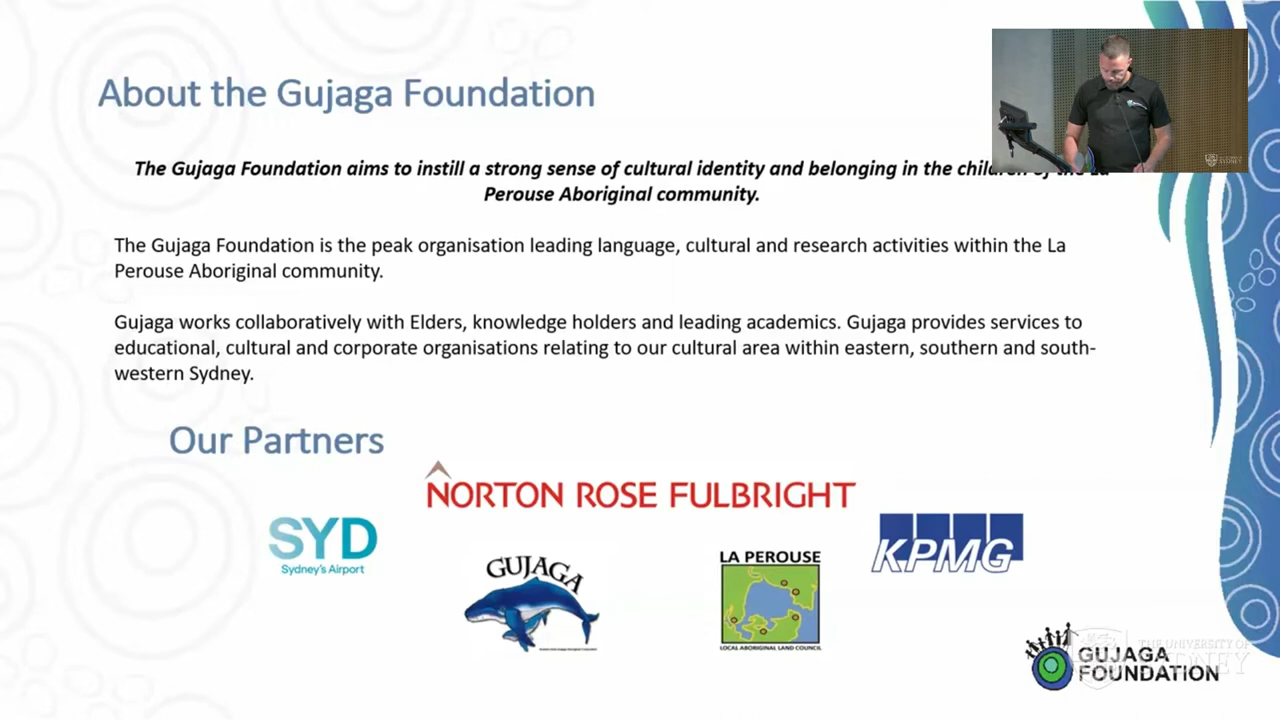 About the Gujaga Foundation
The Gujaga Foundation aims to instill a strong sense of cultural identity and belonging in the
Perouse Aboriginal community.
The Gujaga Foundation is the peak organisation leading language, cultural and research activities within the La
Perouse Aboriginal community.
Gujaga works collaboratively with Elders, knowledge holders and leading academics. Gujaga provides services to
educational, cultural and corporate organisations relating to our cultural area within eastern, southern and south-
western Sydney.
Our Partners
NORTON ROSE FULBRIGHT
SYD
Sydney's Airport
GUJAGA
LA PEROUSE
LOCAL ABORIGINAL LAND COUNCIL
KPMG
GUJAGA
FOUNDATION
THE UNIVERSITY OF
SYDNEY